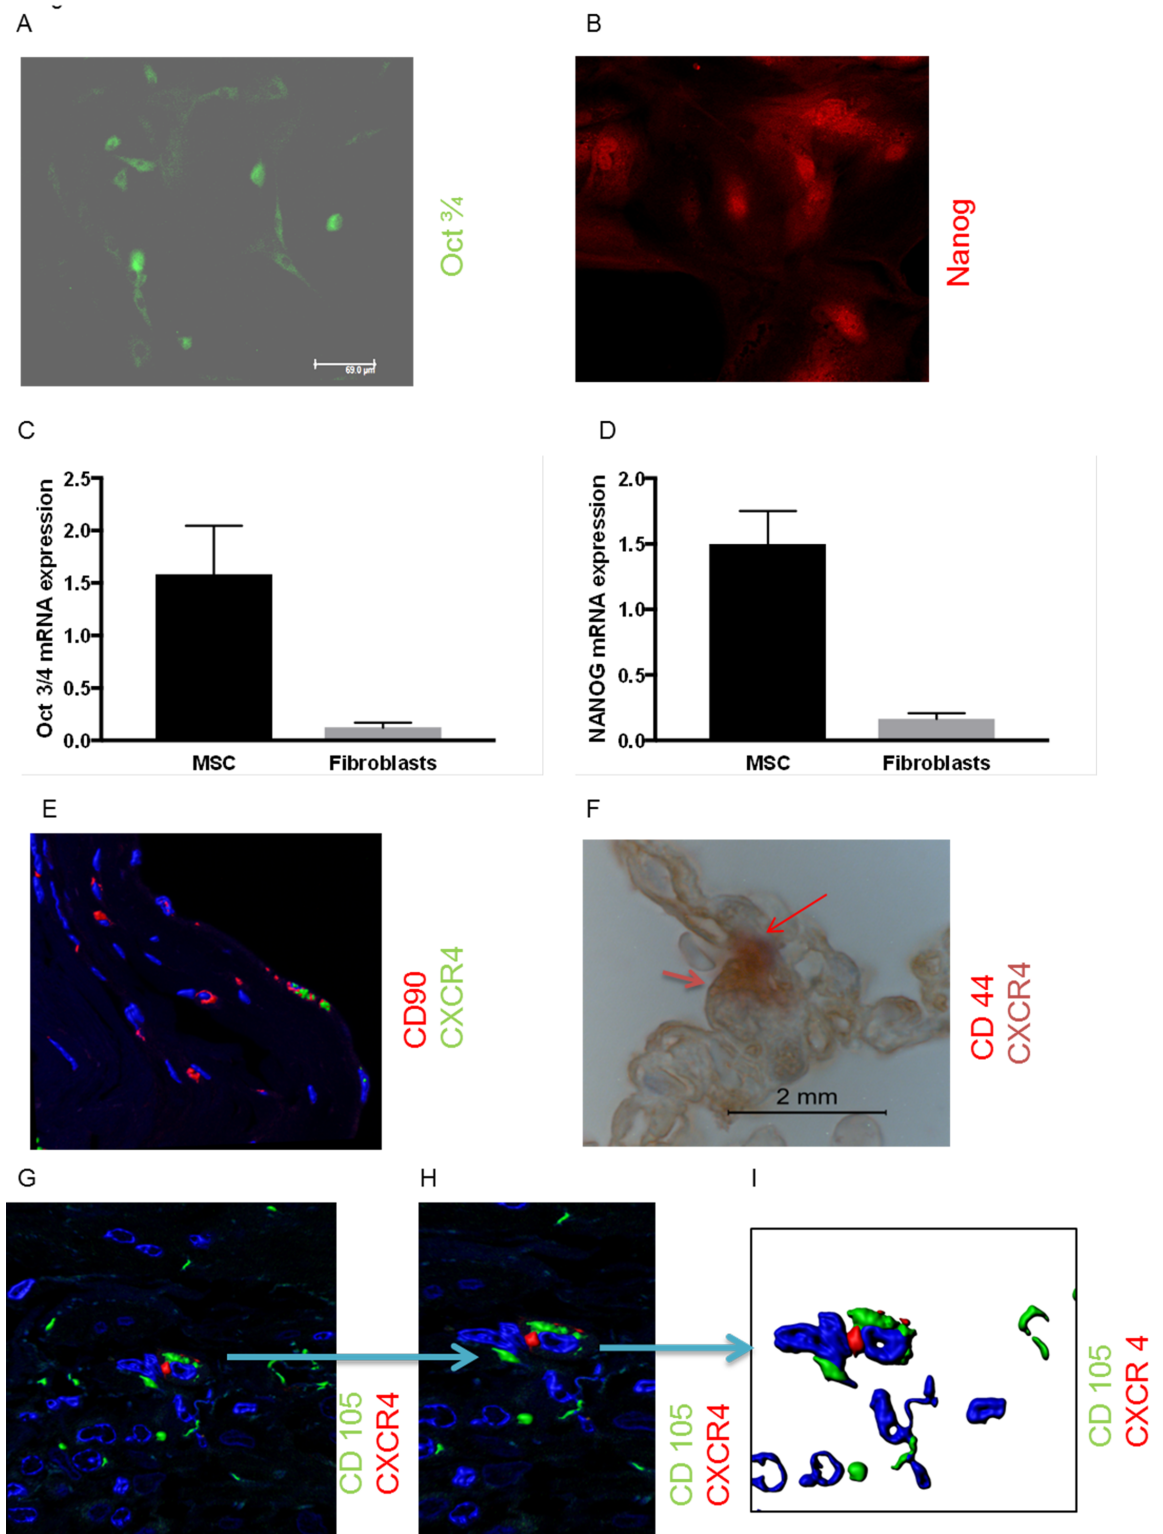 A
B
Oct ¾
69.0 µm
Nanog
C
D
Oct 3/4 mRNA expression
2.5
2.0
1.5
1.0
0.5
0.0
MSC
Fibroblasts
NANOG mRNA expression
2.0
1.5
1.0
0.5
0.0
MSC
Fibroblasts
E
F
CD90
CXCR4
2 mm
CD 44
CXCR4
G
H
I
CD 105
CXCR4
CD 105
CXCR4
CD 105
CXCR 4